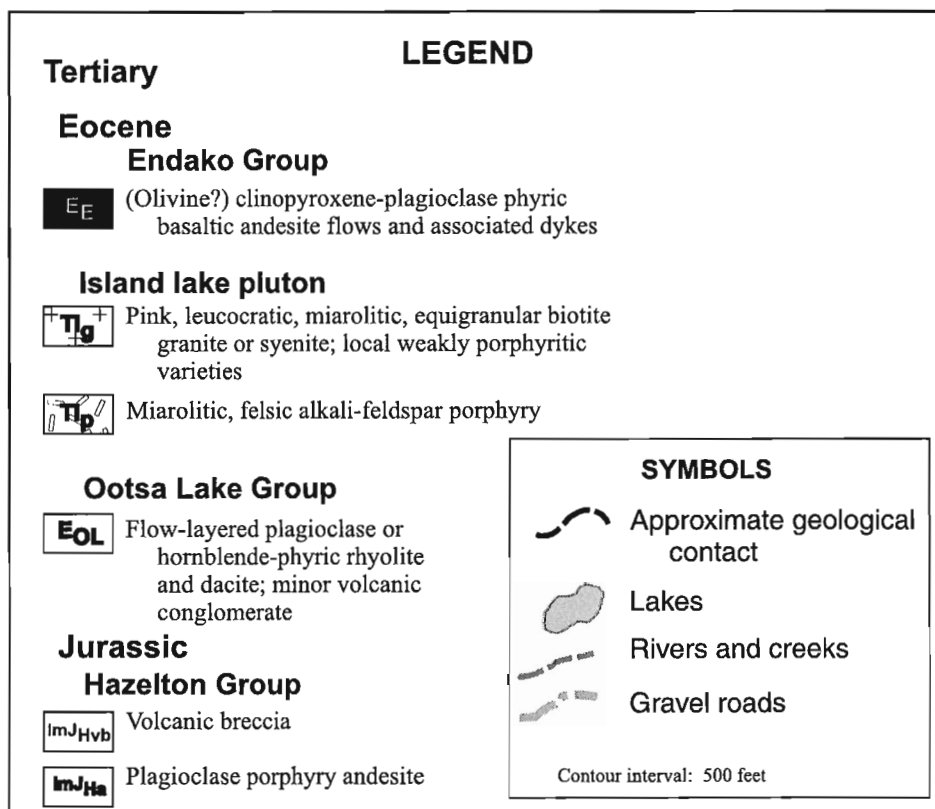 LEGEND
Tertiary
Eocene
Endako Group
EE (Olivine?) clinopyroxene-plagioclase phyric
basaltic andesite flows and associated dykes
Island lake pluton
TIg Pink, leucocratic, miarolitic, equigranular biotite
granite or syenite; local weakly porphyritic
varieties
TIp Miarolitic, felsic alkali-feldspar porphyry
Ootsa Lake Group
EOL Flow-layered plagioclase or
hornblende-phyric rhyolite
and dacite; minor volcanic
conglomerate
Jurassic
Hazelton Group
lmJHvb Volcanic breccia
lmJHa Plagioclase porphyry andesite
SYMBOLS
Approximate geological
contact
Lakes
Rivers and creeks
Gravel roads
Contour interval: 500 feet